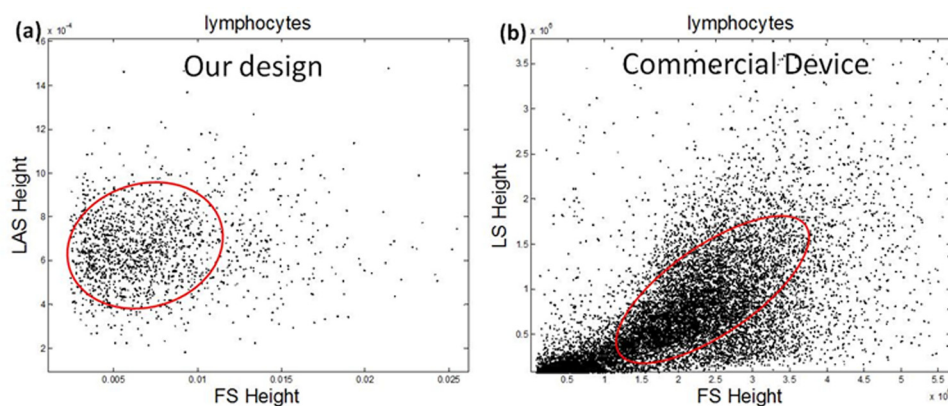 (a)
lymphocytes
x 10⁻⁴
Our design
16
14
12
10
8
6
4
2
LAS Height
0.005
0.01
0.015
0.02
0.025
FS Height
(b)
lymphocytes
Commercial Device
3.5
3
2.5
2
1.5
1
0.5
LS Height
0.5
1
1.5
2
2.5
3
3.5
4
4.5
5
5.5
FS Height